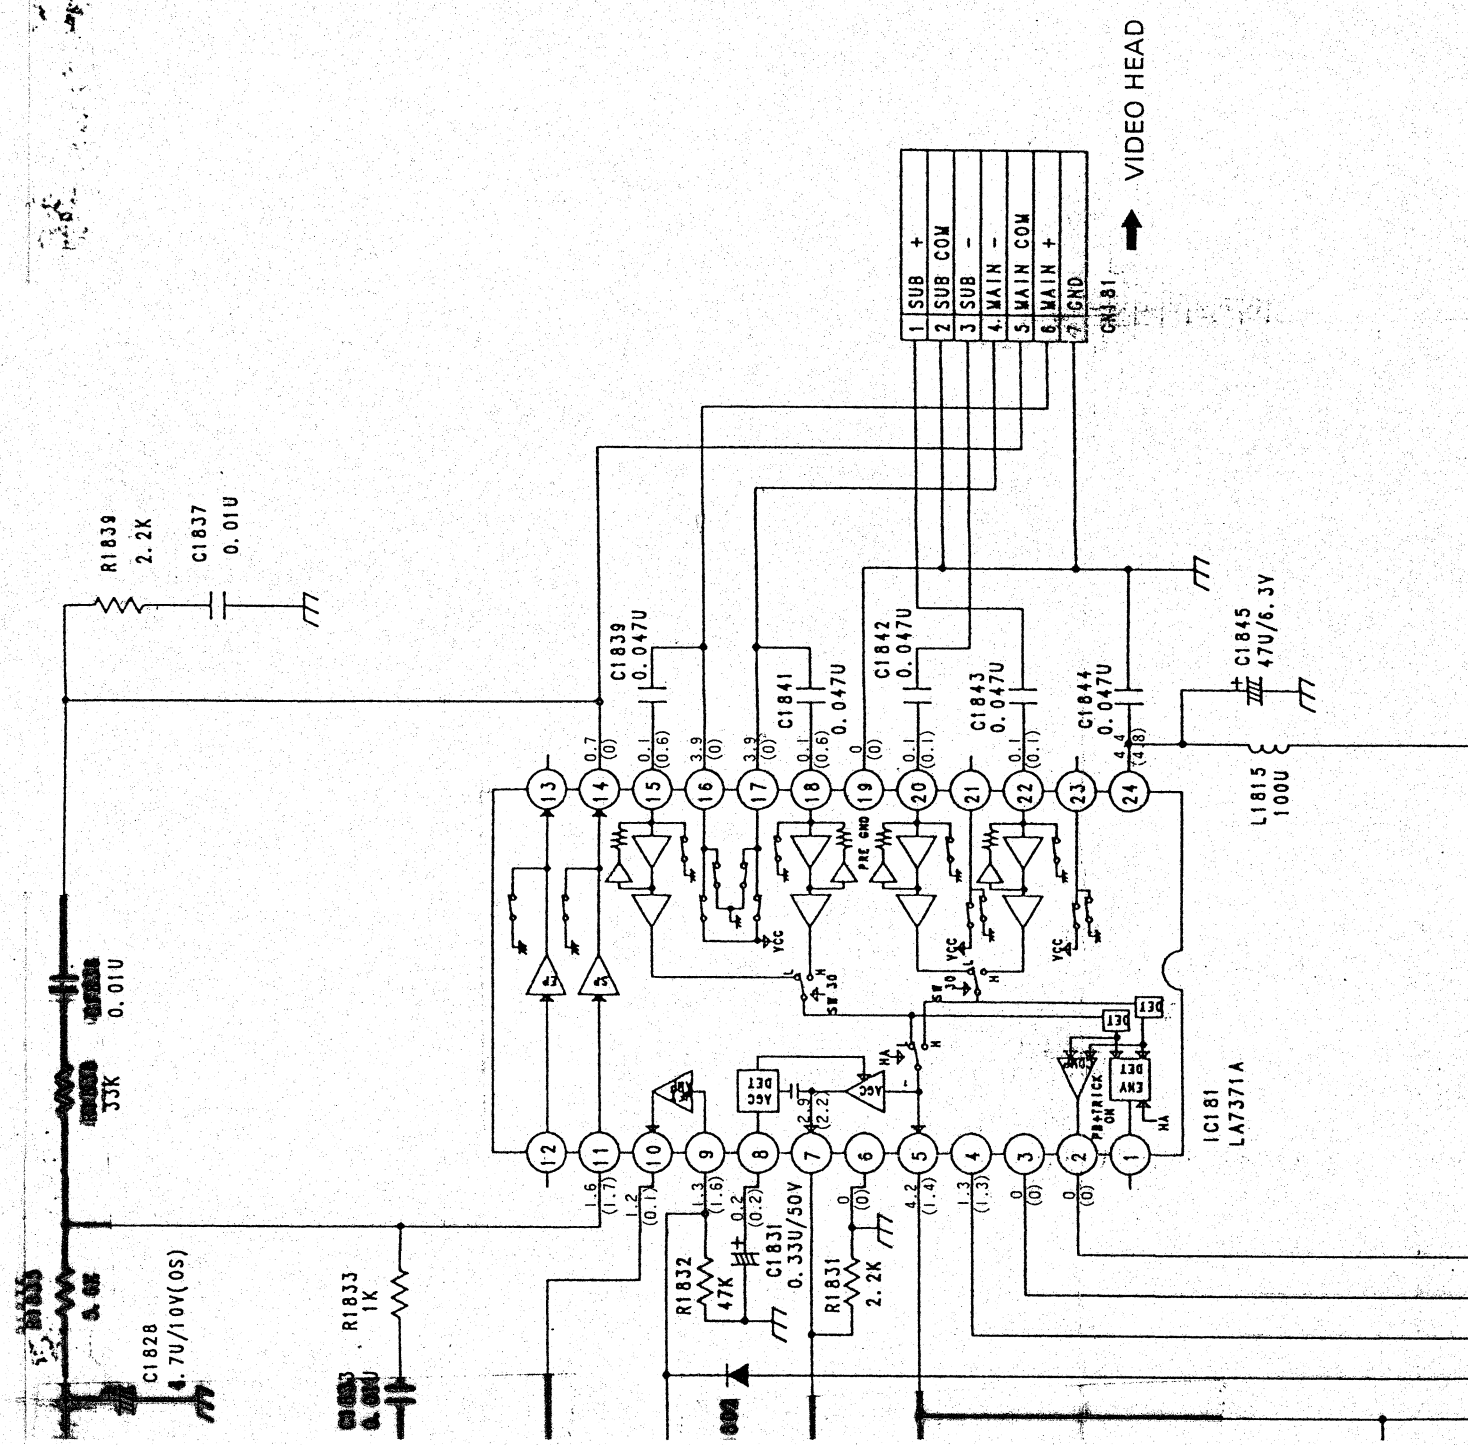 VIDEO HEAD
1 SUB +
2 SUB COM
3 SUB -
4 MAIN -
5 MAIN COM
6 MAIN +
7 GND
CN181
R1839
2.2K
C1837
0.01U
C1839
0.047U
C1841
0.047U
C1842
0.047U
C1843
0.047U
C1844
0.047U
C1845
47U/6.3V
+
L1815
100U
0.7
(0)
0.1
(0.6)
3.9
(0)
3.9
(0)
0.1
(0.6)
0
(0)
0.1
(0.1)
0.1
(0.1)
4.4
(4.8)
13
14
15
16
17
18
19
20
21
22
23
24
PRE GND
VCC
VCC
VCC
EP
SP
SW 30
L
H
SW 30
L
H
HA
L
H
AMP
AGC
DET
AGC
2.9
(2.2)
DET
DET
ENV
DET
PB+TRICK
ON
HA
0.01U
33K
12
11
10
9
8
7
6
5
4
3
2
1
IC181
LA7371A
1.6
(1.7)
1.2
(0.1)
1.3
(1.6)
0.2
(0.2)
0
(0)
4.2
(1.4)
1.3
(1.3)
0
(0)
0
(0)
R1832
47K
C1831
0.33U/50V
+
R1831
2.2K
R1833
1K
C1828
4.7U/10V(OS)